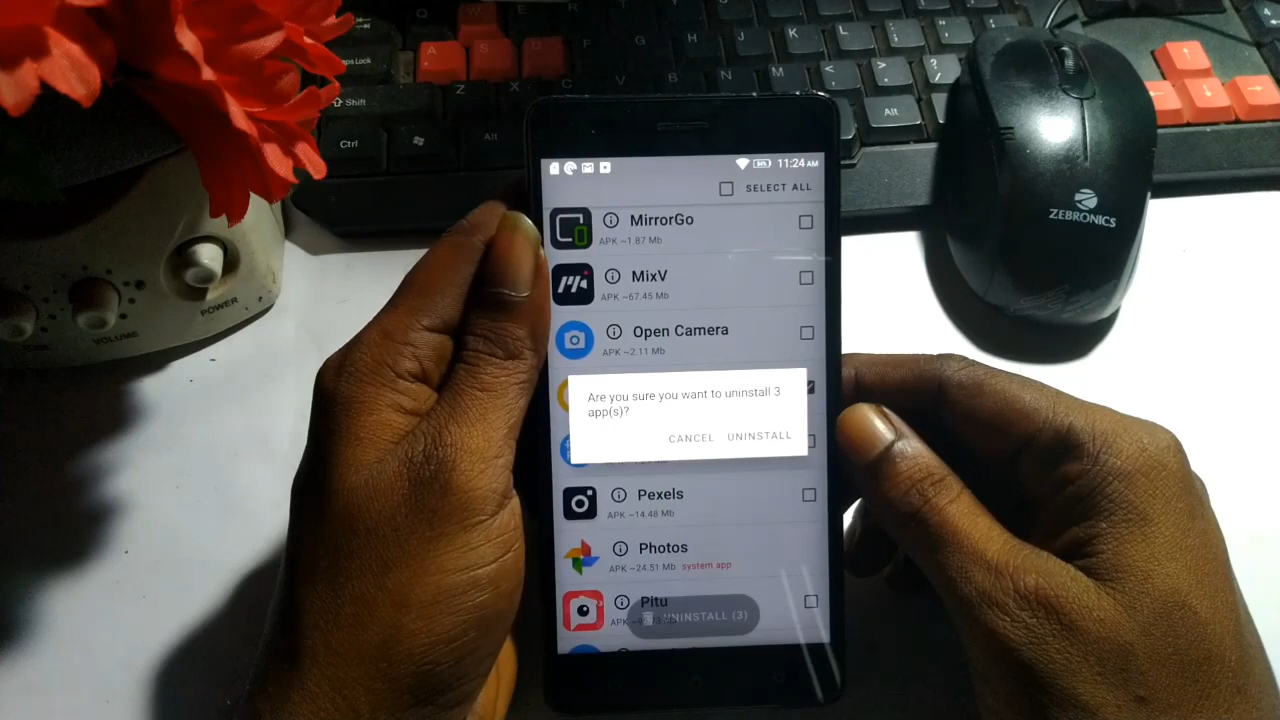 Q
W
E
R
Caps Lock
A
S
D
F
G
H
J
K
L
Shift
Z
X
C
V
B
N
M
<
>
?
/
Ctrl
Alt
Alt
ZEBRONICS
POWER
VOLUME
11:24 AM
SELECT ALL
MirrorGo
APK ~1.87 Mb
MixV
APK ~67.45 Mb
Open Camera
APK ~2.11 Mb
Are you sure you want to uninstall 3
app(s)?
CANCEL UNINSTALL
Pexels
APK ~14.48 Mb
Photos
APK ~24.51 Mb system app
Pitu
UNINSTALL (3)